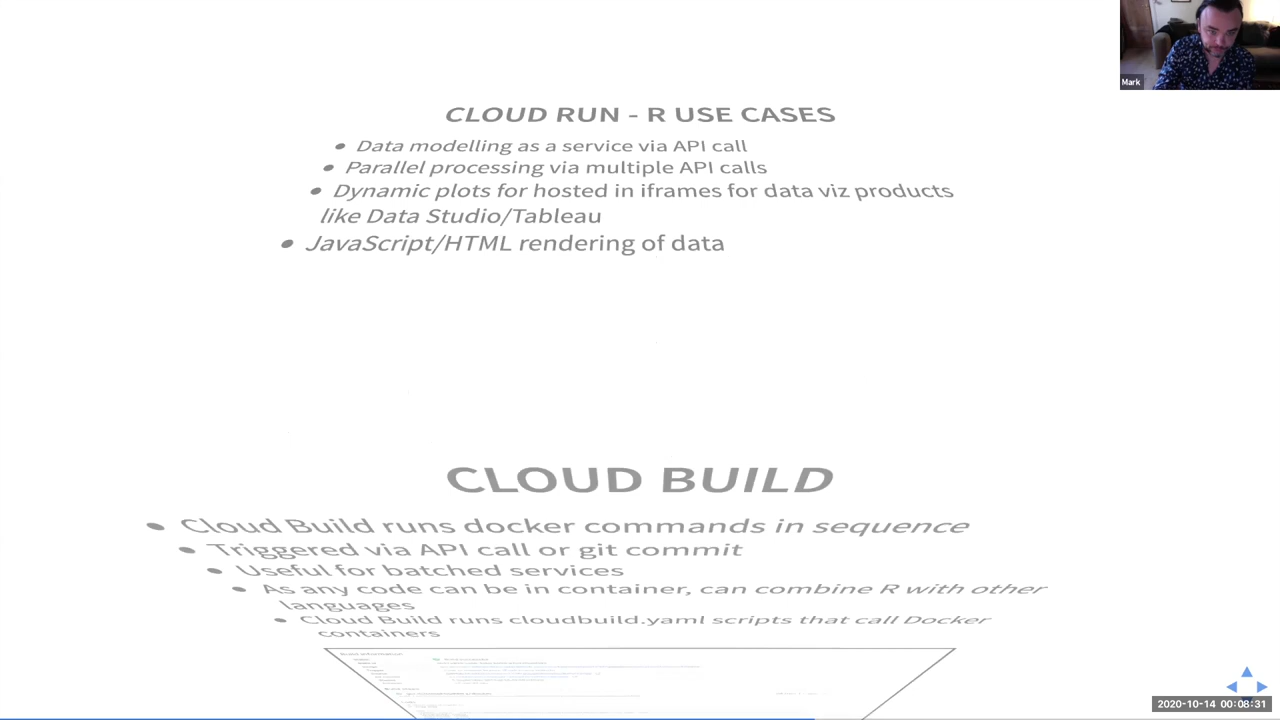 Mark
CLOUD RUN - R USE CASES
• Data modelling as a service via API call
• Parallel processing via multiple API calls
• Dynamic plots for hosted in iframes for data viz products
like Data Studio/Tableau
• JavaScript/HTML rendering of data
CLOUD BUILD
• Cloud Build runs docker commands in sequence
• Triggered via API call or git commit
• Useful for batched services
• As any code can be in container, can combine R with other
languages
• Cloud Build runs cloudbuild.yaml scripts that call Docker
containers
2020-10-14 00:08:31